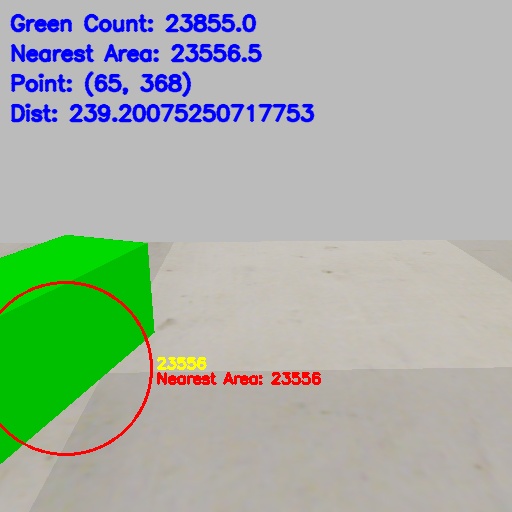 Green Count: 23855.0
Nearest Area: 23556.5
Point: (65, 368)
Dist: 239.20075250717753
23556
Nearest Area: 23556